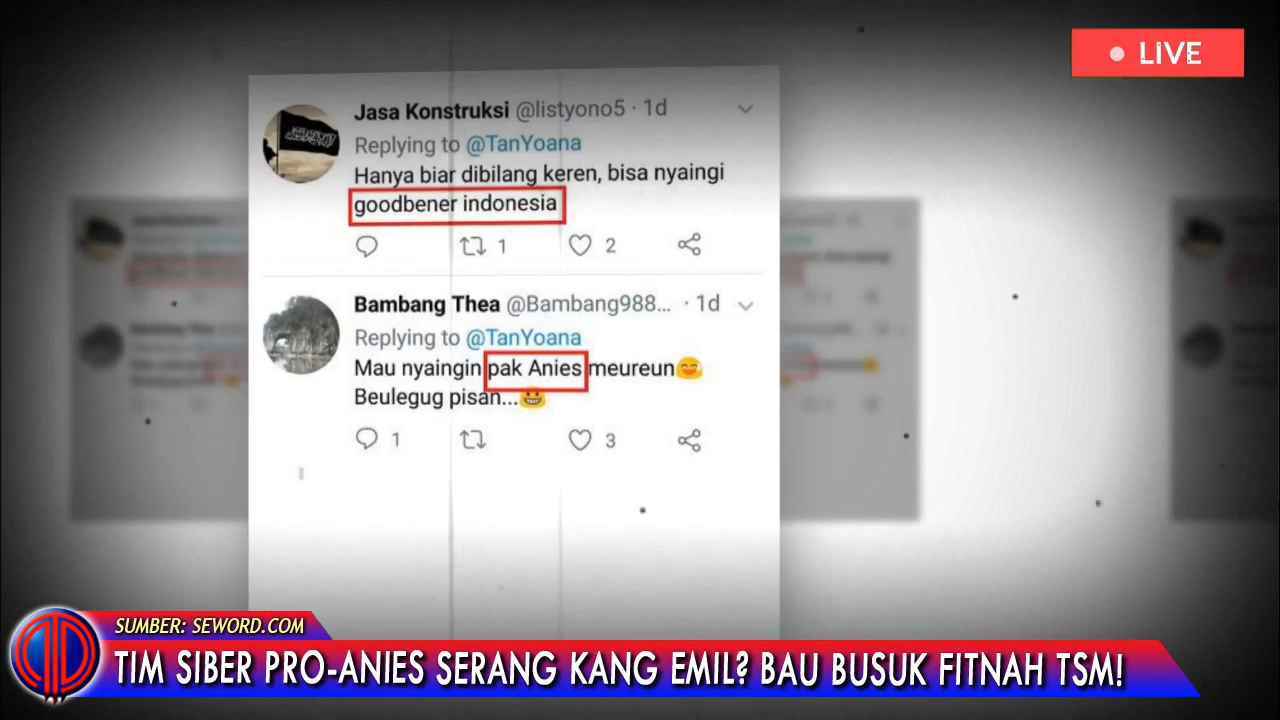 LIVE
Jasa Konstruksi @listyono5 · 1d
Replying to @TanYoana
Hanya biar dibilang keren, bisa nyaingi
goodbener indonesia
1 2
Bambang Thea @Bambang988... · 1d
Replying to @TanYoana
Mau nyaingin pak Anies meureun😄
Beulegug pisan...😀
1 3
SUMBER: SEWORD.COM
TIM SIBER PRO-ANIES SERANG KANG EMIL? BAU BUSUK FITNAH TSM!